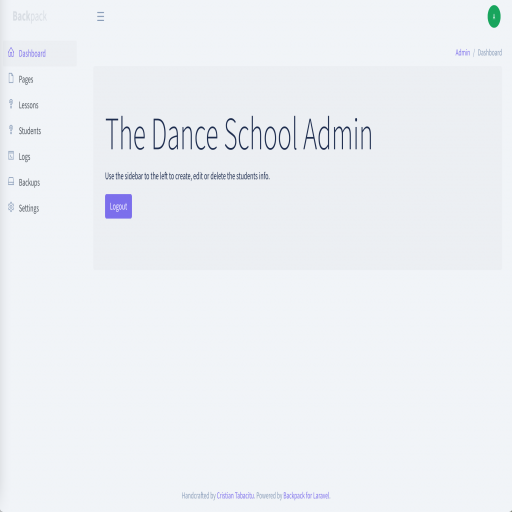 Backpack
A
Admin / Dashboard
Dashboard
Pages
Lessons
Students
Logs
Backups
Settings
The Dance School Admin
Use the sidebar to the left to create, edit or delete the students info.
Logout
Handcrafted by Cristian Tabacitu. Powered by Backpack for Laravel.